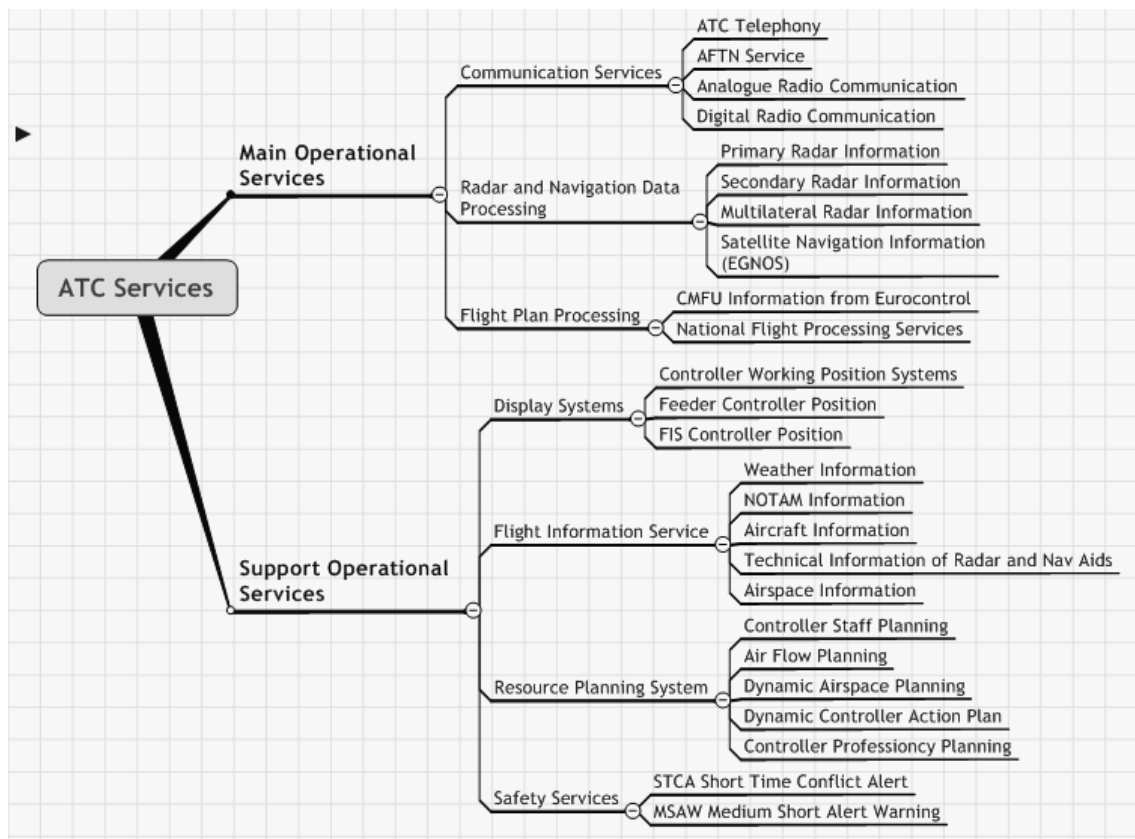 ATC Services
Main Operational
Services
Communication Services
ATC Telephony
AFTN Service
Analogue Radio Communication
Digital Radio Communication
Radar and Navigation Data
Processing
Primary Radar Information
Secondary Radar Information
Multilateral Radar Information
Satellite Navigation Information
(EGNOS)
Flight Plan Processing
CMFU Information from Eurocontrol
National Flight Processing Services
Support Operational
Services
Display Systems
Controller Working Position Systems
Feeder Controller Position
FIS Controller Position
Flight Information Service
Weather Information
NOTAM Information
Aircraft Information
Technical Information of Radar and Nav Aids
Airspace Information
Resource Planning System
Controller Staff Planning
Air Flow Planning
Dynamic Airspace Planning
Dynamic Controller Action Plan
Controller Professioncy Planning
Safety Services
STCA Short Time Conflict Alert
MSAW Medium Short Alert Warning